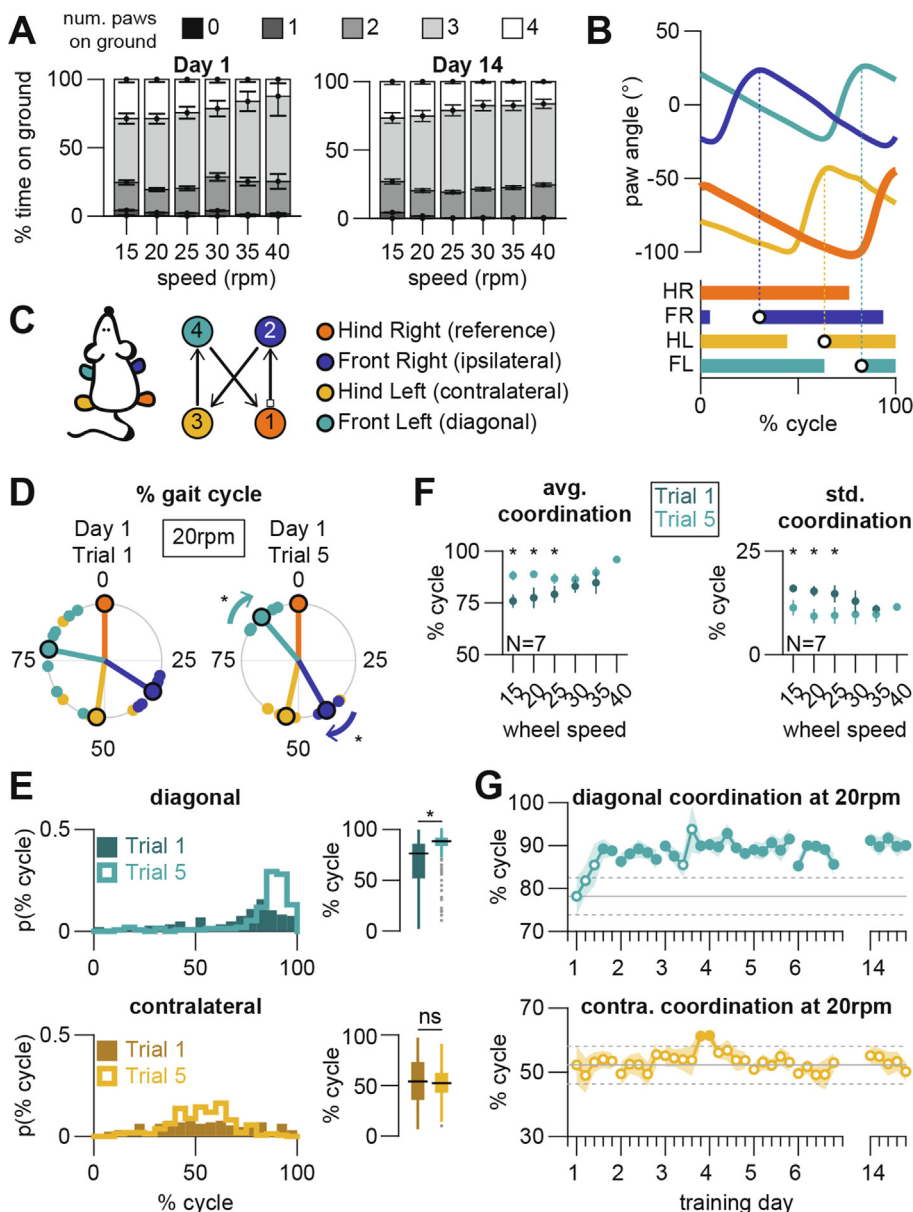 A
num. paws
on ground
0 1 2 3 4
Day 1
Day 14
% time on ground
100
50
0
15 20 25 30 35 40
speed (rpm)
100
50
0
15 20 25 30 35 40
speed (rpm)
B
paw angle (°)
50
0
-50
-100
HR
FR
HL
FL
0 100
% cycle
C
4 2
3 1
Hind Right (reference)
Front Right (ipsilateral)
Hind Left (contralateral)
Front Left (diagonal)
D
% gait cycle
Day 1
Trial 1
20rpm
Day 1
Trial 5
0
75
25
50
0
*
75
25
50
*
F
avg.
coordination
Trial 1
Trial 5
std.
coordination
% cycle
100
75
50
* * *
N=7
15 20 25 30 35 40
wheel speed
% cycle
25
0
* * *
N=7
15 20 25 30 35 40
wheel speed
E
diagonal
p(% cycle)
0.5
0
Trial 1
Trial 5
0 100
% cycle
100
50
0
*
contralateral
p(% cycle)
0.5
0
Trial 1
Trial 5
0 50 100
% cycle
% cycle
100
50
0
ns
G
diagonal coordination at 20rpm
% cycle
100
90
80
70
1 2 3 4 5 6 14
contra. coordination at 20rpm
% cycle
70
50
30
1 2 3 4 5 6 14
training day